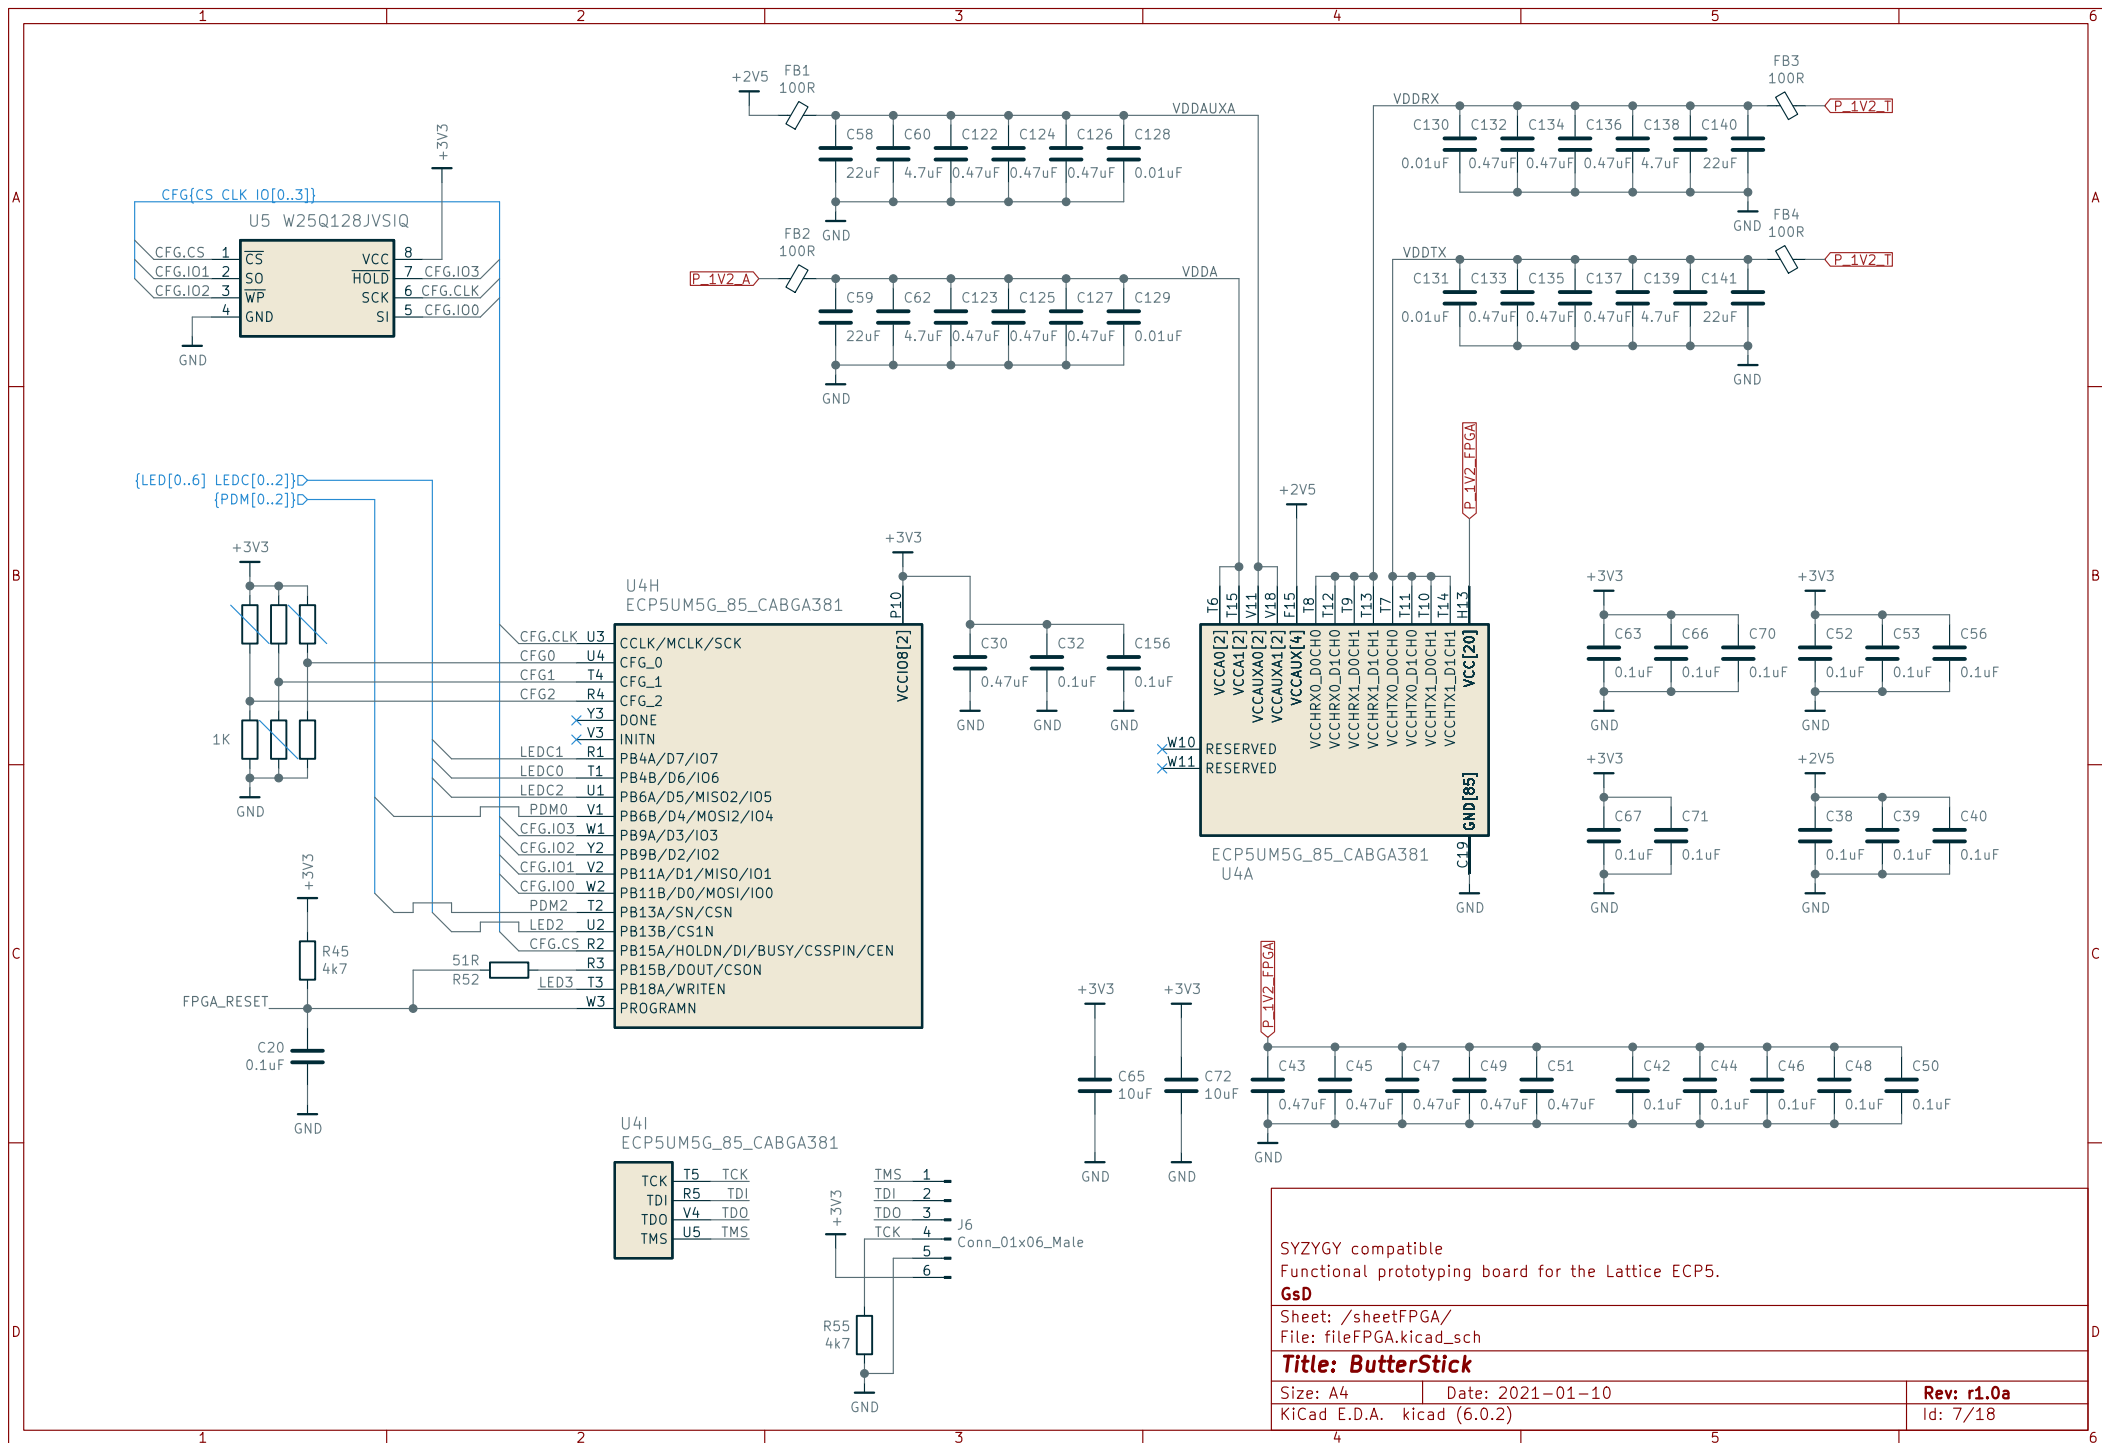 1 2 3 4 5 6
A
B
C
D
A
B
C
D
1 2 3 4 5 6
CFG{CS CLK IO[0..3]}
U5 W25Q128JVSIQ
+3V3
CFG.CS 1 CS VCC 8
CFG.IO1 2 SO HOLD 7 CFG.IO3
CFG.IO2 3 WP SCK 6 CFG.CLK
4 GND SI 5 CFG.IO0
GND
+2V5
FB1
100R
VDDAUXA
C58 C60 C122 C124 C126 C128
22uF 4.7uF 0.47uF 0.47uF 0.47uF 0.01uF
GND
FB2
100R
P_1V2_A
VDDA
C59 C62 C123 C125 C127 C129
22uF 4.7uF 0.47uF 0.47uF 0.47uF 0.01uF
GND
FB3
100R
VDDRX
P_1V2_T
C130 C132 C134 C136 C138 C140
0.01uF 0.47uF 0.47uF 0.47uF 4.7uF 22uF
GND
FB4
100R
VDDTX
P_1V2_T
C131 C133 C135 C137 C139 C141
0.01uF 0.47uF 0.47uF 0.47uF 4.7uF 22uF
GND
{LED[0..6] LEDC[0..2]}
{PDM[0..2]}
+3V3
1K
GND
+3V3
R45
4k7
FPGA_RESET
C20
0.1uF
GND
51R
R52
U4H
ECP5UM5G_85_CABGA381
+3V3
P10
VCCIO8[2]
CFG.CLK U3 CCLK/MCLK/SCK
CFG0 U4 CFG_0
CFG1 T4 CFG_1
CFG2 R4 CFG_2
Y3 DONE
V3 INITN
LEDC1 R1 PB4A/D7/IO7
LEDC0 T1 PB4B/D6/IO6
LEDC2 U1 PB6A/D5/MISO2/IO5
PDM0 V1 PB6B/D4/MOSI2/IO4
CFG.IO3 W1 PB9A/D3/IO3
CFG.IO2 Y2 PB9B/D2/IO2
CFG.IO1 V2 PB11A/D1/MISO/IO1
CFG.IO0 W2 PB11B/D0/MOSI/IO0
PDM2 T2 PB13A/SN/CSN
LED2 U2 PB13B/CS1N
CFG.CS R2 PB15A/HOLDN/DI/BUSY/CSSPIN/CEN
R3 PB15B/DOUT/CSON
LED3 T3 PB18A/WRITEN
W3 PROGRAMN
C30 C32 C156
0.47uF 0.1uF 0.1uF
GND GND GND
+2V5
P_1V2_FPGA
T6 T15 V11 V18 F15 T8 T12 T9 T13 T7 T11 T10 T14 H13
VCCA0[2]
VCCA1[2]
VCCAUXA0[2]
VCCAUXA1[2]
VCCAUX[4]
VCCHRX0_D0CH0
VCCHRX0_D1CH0
VCCHRX1_D0CH1
VCCHRX1_D1CH1
VCCHTX0_D0CH0
VCCHTX0_D1CH0
VCCHTX1_D0CH1
VCCHTX1_D1CH1
VCC[20]
W10 RESERVED
W11 RESERVED
GND[85]
C19
GND
ECP5UM5G_85_CABGA381
U4A
+3V3
C63 C66 C70
0.1uF 0.1uF 0.1uF
GND
+3V3
C52 C53 C56
0.1uF 0.1uF 0.1uF
GND
+3V3
C67 C71
0.1uF 0.1uF
GND
+2V5
C38 C39 C40
0.1uF 0.1uF 0.1uF
GND
+3V3
C65
10uF
GND
+3V3
C72
10uF
GND
P_1V2_FPGA
C43 C45 C47 C49 C51 C42 C44 C46 C48 C50
0.47uF 0.47uF 0.47uF 0.47uF 0.47uF 0.1uF 0.1uF 0.1uF 0.1uF 0.1uF
GND
U4I
ECP5UM5G_85_CABGA381
TCK T5 TCK
TDI R5 TDI
TDO V4 TDO
TMS U5 TMS
+3V3
TMS 1
TDI 2
TDO 3
TCK 4
5
6
J6
Conn_01x06_Male
R55
4k7
GND
SYZYGY compatible
Functional prototyping board for the Lattice ECP5.
GsD
Sheet: /sheetFPGA/
File: fileFPGA.kicad_sch
Title: ButterStick
Size: A4 Date: 2021-01-10 Rev: r1.0a
KiCad E.D.A. kicad (6.0.2) Id: 7/18